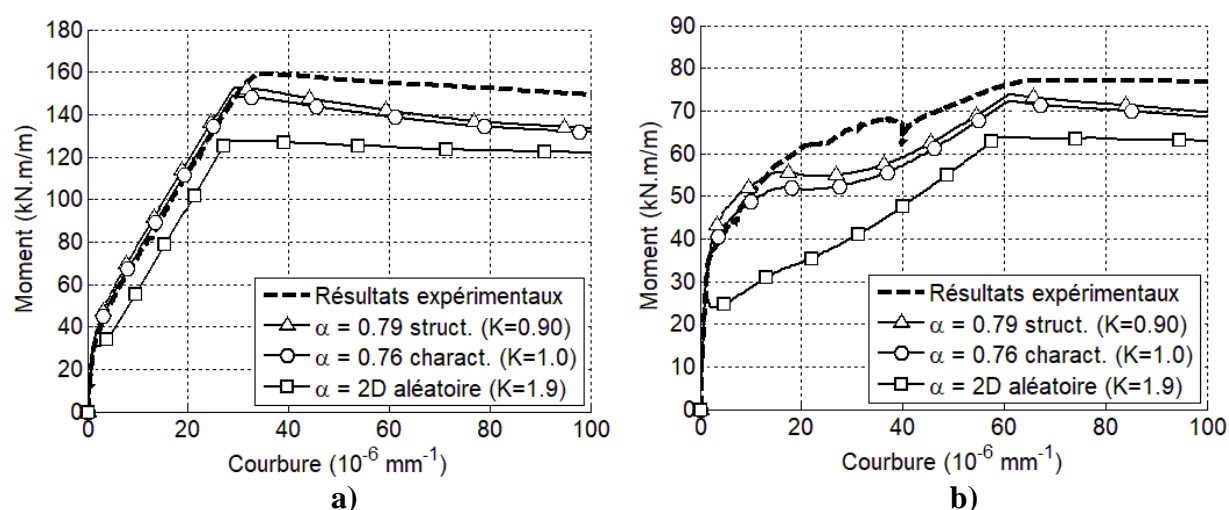 180
160
140
120
100
80
60
40
20
0
Moment (kN.m/m)
0 20 40 60 80 100
Courbure (10⁻⁶ mm⁻¹)
Résultats expérimentaux
α = 0.79 struct. (K=0.90)
α = 0.76 charact. (K=1.0)
α = 2D aléatoire (K=1.9)
a)
90
80
70
60
50
40
30
20
10
0
Moment (kN.m/m)
0 20 40 60 80 100
Courbure (10⁻⁶ mm⁻¹)
Résultats expérimentaux
α = 0.79 struct. (K=0.90)
α = 0.76 charact. (K=1.0)
α = 2D aléatoire (K=1.9)
b)